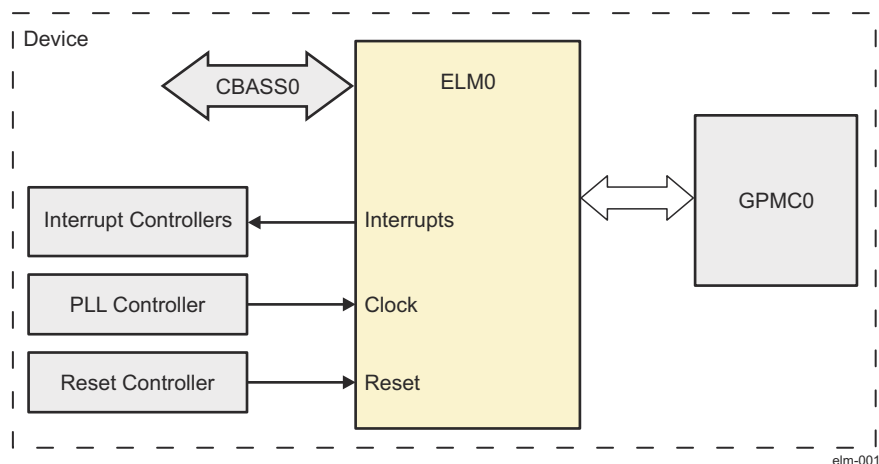 Device
CBASS0
ELM0
GPMC0
Interrupt Controllers
Interrupts
PLL Controller
Clock
Reset Controller
Reset
elm-001